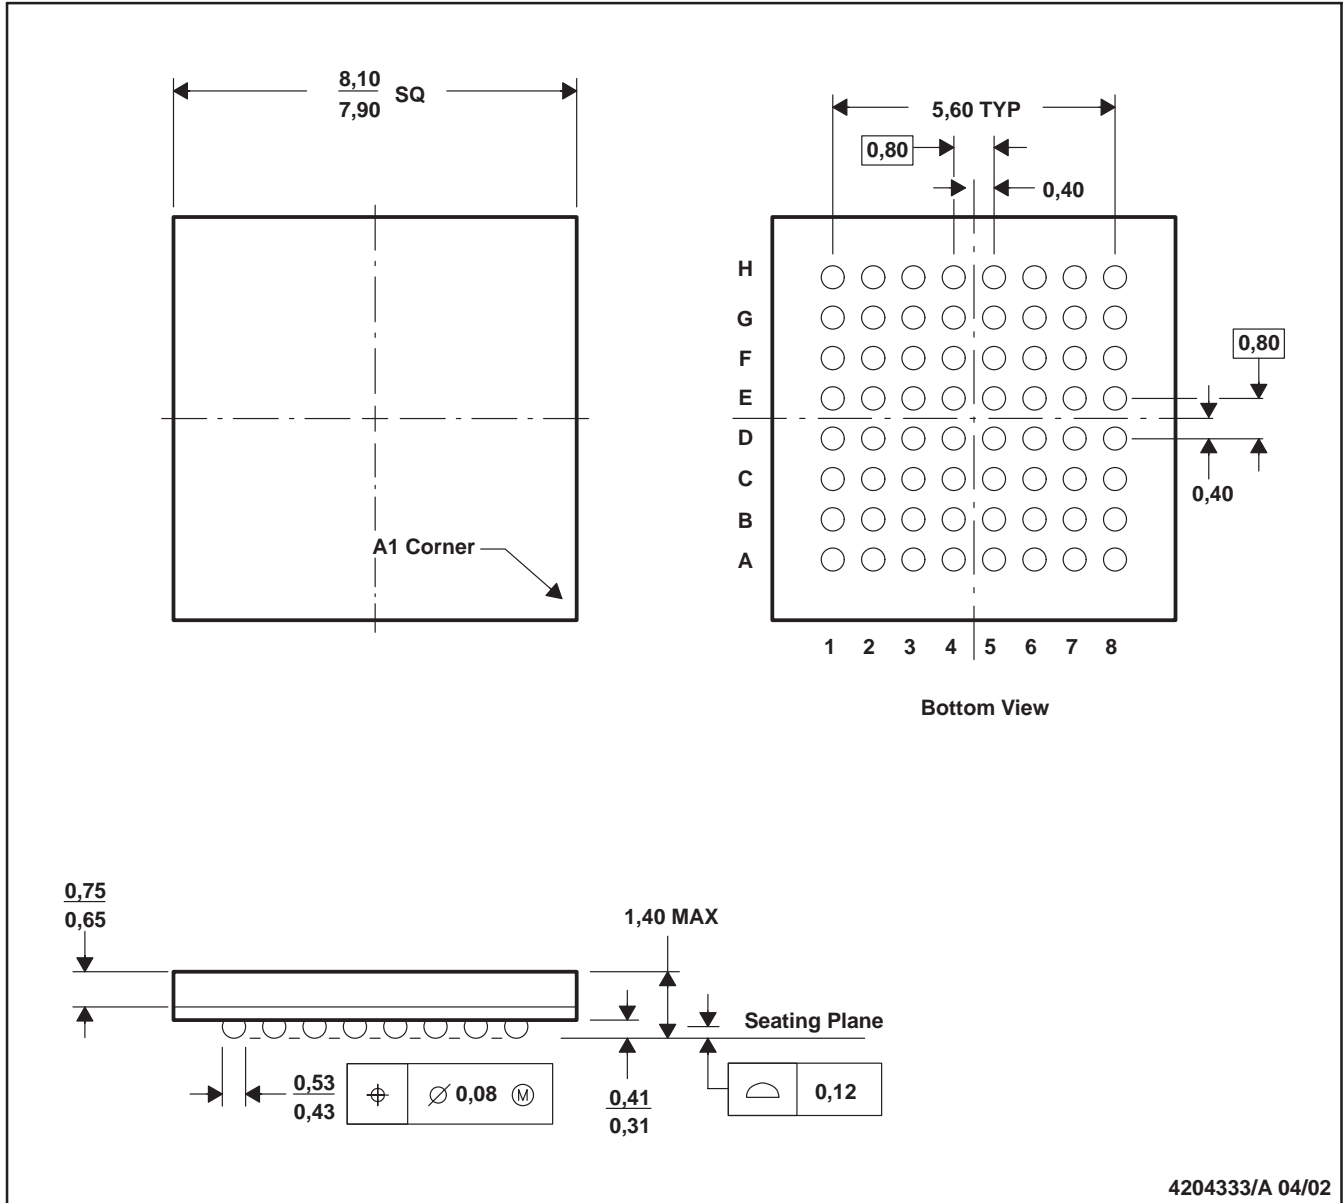 8,10
7,90
SQ
5,60 TYP
0,80
0,40
H
G
F
E
D
C
B
A
0,80
0,40
A1 Corner
1 2 3 4 5 6 7 8
Bottom View
0,75
0,65
1,40 MAX
Seating Plane
0,53
0,43
⌖ ∅ 0,08 Ⓜ
0,41
0,31
⌓ 0,12
4204333/A 04/02